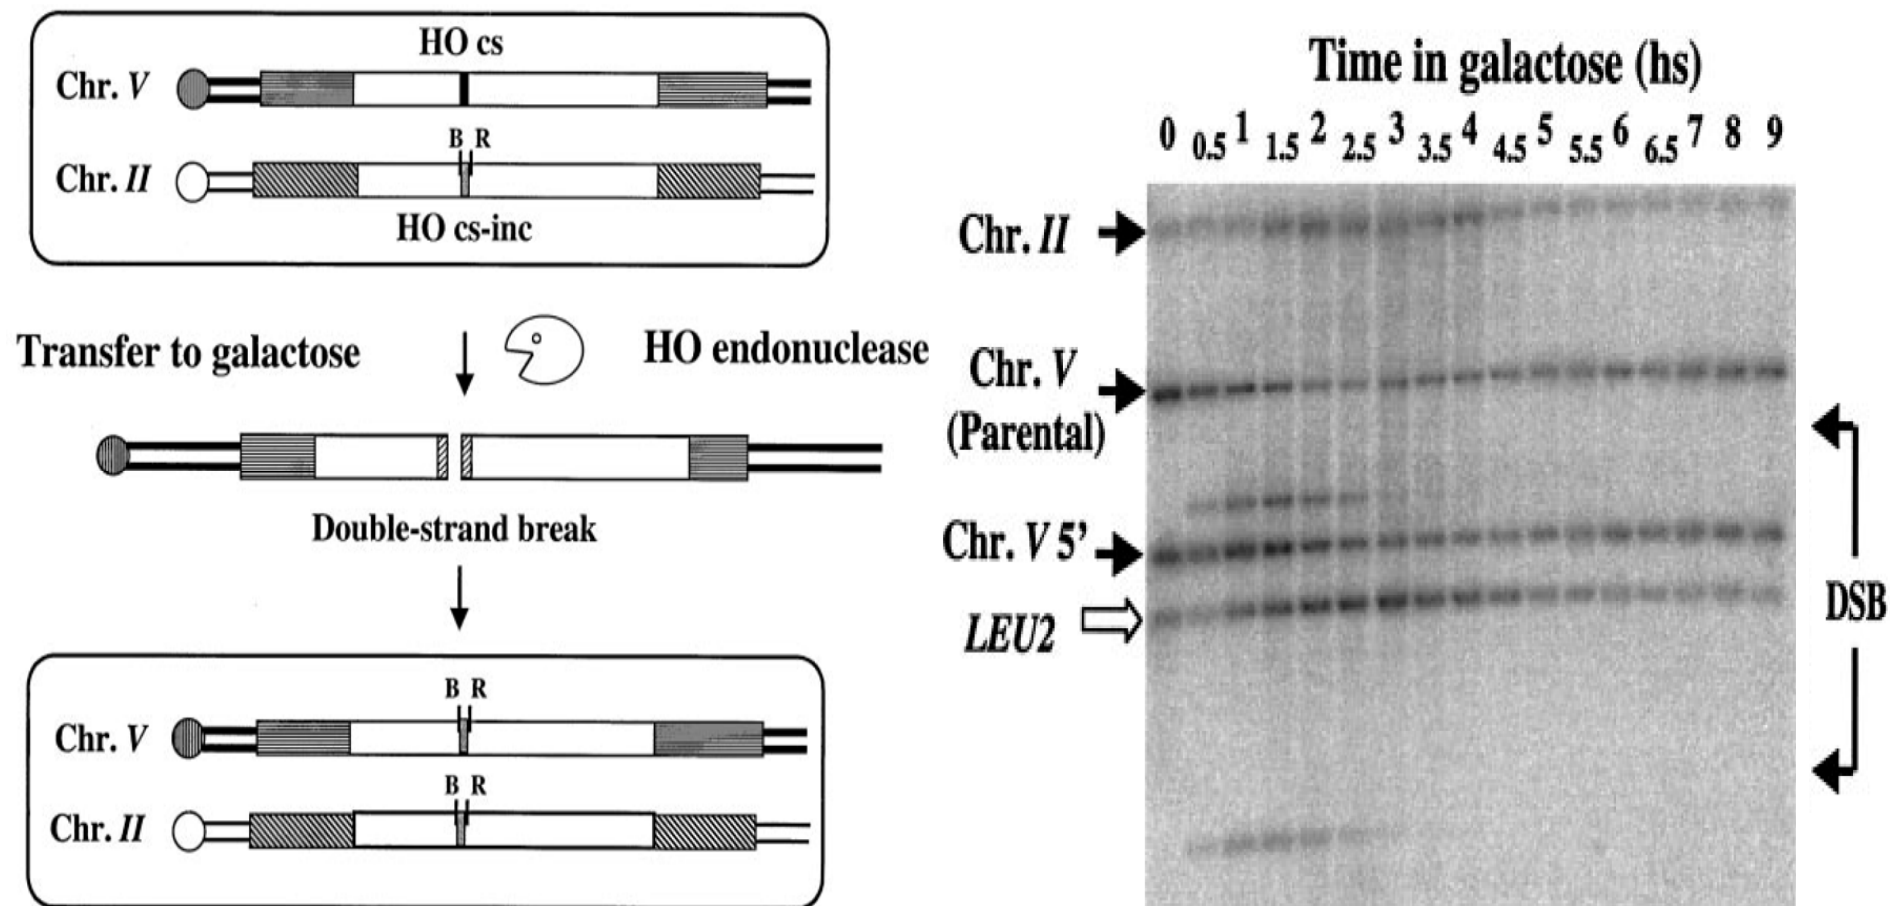 HO cs
Chr. V
B R
Chr. II
HO cs-inc
Transfer to galactose
HO endonuclease
Double-strand break
B R
Chr. V
B R
Chr. II
Time in galactose (hs)
0 0.5 1 1.5 2 2.5 3 3.5 4 4.5 5 5.5 6 6.5 7 8 9
Chr. II
Chr. V
(Parental)
Chr. V 5’
LEU2
DSB